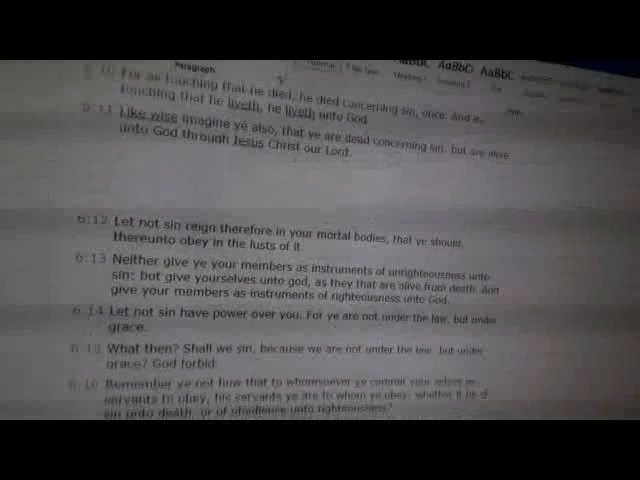 Paragraph
AaBbC AaBbC AaBbC
6:10 For as touching that he died, he died concerning sin, once. And as
touching that he liveth, he liveth unto God.
6:11 Like wise imagine ye also, that ye are dead concerning sin: but are alive
unto God through Jesus Christ our Lord.
6:12 Let not sin reign therefore in your mortal bodies, that ye should
thereunto obey in the lusts of it.
6:13 Neither give ye your members as instruments of unrighteousness unto
sin: but give yourselves unto god, as they that are alive from death. And
give your members as instruments of righteousness unto God.
6:14 Let not sin have power over you. For ye are not under the law, but under
grace.
6:15 What then? Shall we sin, because we are not under the law: but under
grace? God forbid.
6:16 Remember ye not how that to whomsoever ye commit your selves as
servants to obey, his servants ye are to whom ye obey: whether it be of
sin unto death, or of obedience unto righteousness?